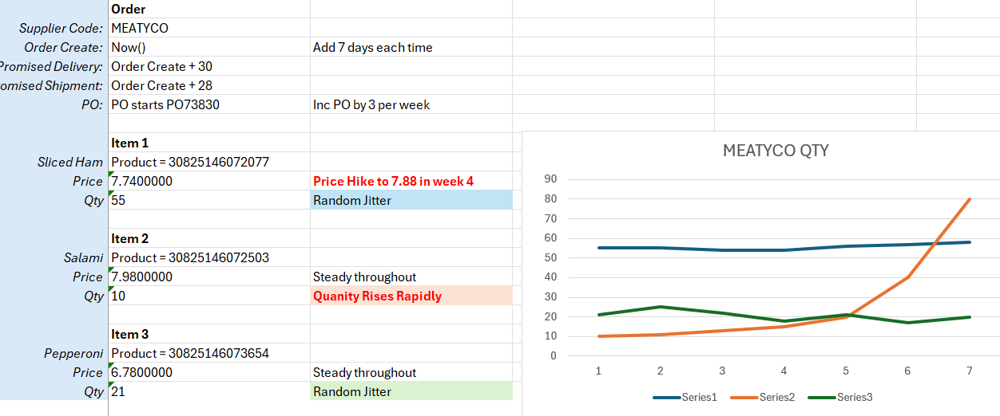 Order
Supplier Code: MEATYCO
Order Create: Now() Add 7 days each time
Promised Delivery: Order Create + 30
omised Shipment: Order Create + 28
PO: PO starts PO73830 Inc PO by 3 per week
Item 1
Sliced Ham Product = 30825146072077
Price 7.7400000 Price Hike to 7.88 in week 4
Qty 55 Random Jitter
Item 2
Salami Product = 30825146072503
Price 7.9800000 Steady throughout
Qty 10 Quanity Rises Rapidly
Item 3
Pepperoni Product = 30825146073654
Price 6.7800000 Steady throughout
Qty 21 Random Jitter
MEATYCO QTY
90
80
70
60
50
40
30
20
10
0
1 2 3 4 5 6 7
Series1 Series2 Series3